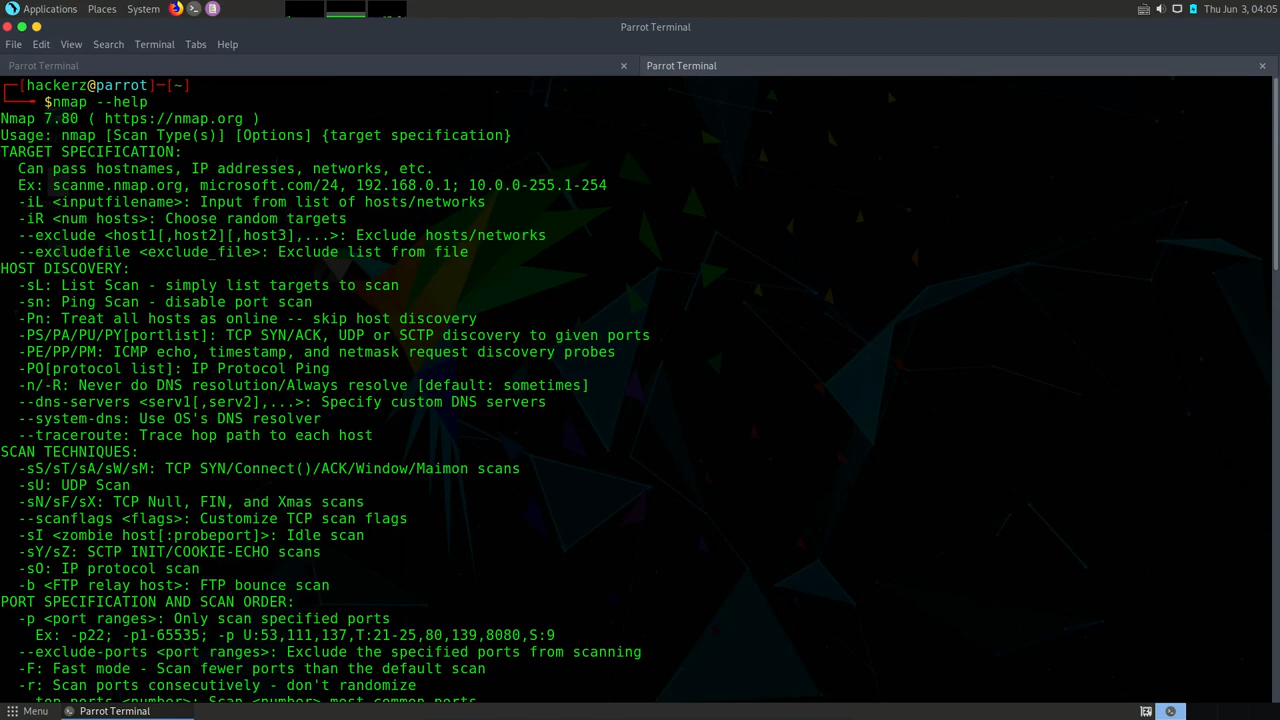 Applications Places System Thu Jun 3, 04:05
Parrot Terminal
File Edit View Search Terminal Tabs Help
Parrot Terminal × Parrot Terminal ×
┌─[hackerz@parrot]─[~]
└──╼ $nmap --help
Nmap 7.80 ( https://nmap.org )
Usage: nmap [Scan Type(s)] [Options] {target specification}
TARGET SPECIFICATION:
  Can pass hostnames, IP addresses, networks, etc.
  Ex: scanme.nmap.org, microsoft.com/24, 192.168.0.1; 10.0.0-255.1-254
  -iL <inputfilename>: Input from list of hosts/networks
  -iR <num hosts>: Choose random targets
  --exclude <host1[,host2][,host3],...>: Exclude hosts/networks
  --excludefile <exclude_file>: Exclude list from file
HOST DISCOVERY:
  -sL: List Scan - simply list targets to scan
  -sn: Ping Scan - disable port scan
  -Pn: Treat all hosts as online -- skip host discovery
  -PS/PA/PU/PY[portlist]: TCP SYN/ACK, UDP or SCTP discovery to given ports
  -PE/PP/PM: ICMP echo, timestamp, and netmask request discovery probes
  -PO[protocol list]: IP Protocol Ping
  -n/-R: Never do DNS resolution/Always resolve [default: sometimes]
  --dns-servers <serv1[,serv2],...>: Specify custom DNS servers
  --system-dns: Use OS's DNS resolver
  --traceroute: Trace hop path to each host
SCAN TECHNIQUES:
  -sS/sT/sA/sW/sM: TCP SYN/Connect()/ACK/Window/Maimon scans
  -sU: UDP Scan
  -sN/sF/sX: TCP Null, FIN, and Xmas scans
  --scanflags <flags>: Customize TCP scan flags
  -sI <zombie host[:probeport]>: Idle scan
  -sY/sZ: SCTP INIT/COOKIE-ECHO scans
  -sO: IP protocol scan
  -b <FTP relay host>: FTP bounce scan
PORT SPECIFICATION AND SCAN ORDER:
  -p <port ranges>: Only scan specified ports
    Ex: -p22; -p1-65535; -p U:53,111,137,T:21-25,80,139,8080,S:9
  --exclude-ports <port ranges>: Exclude the specified ports from scanning
  -F: Fast mode - Scan fewer ports than the default scan
  -r: Scan ports consecutively - don't randomize
  --top-ports <number>: Scan <number> most common ports
Menu Parrot Terminal